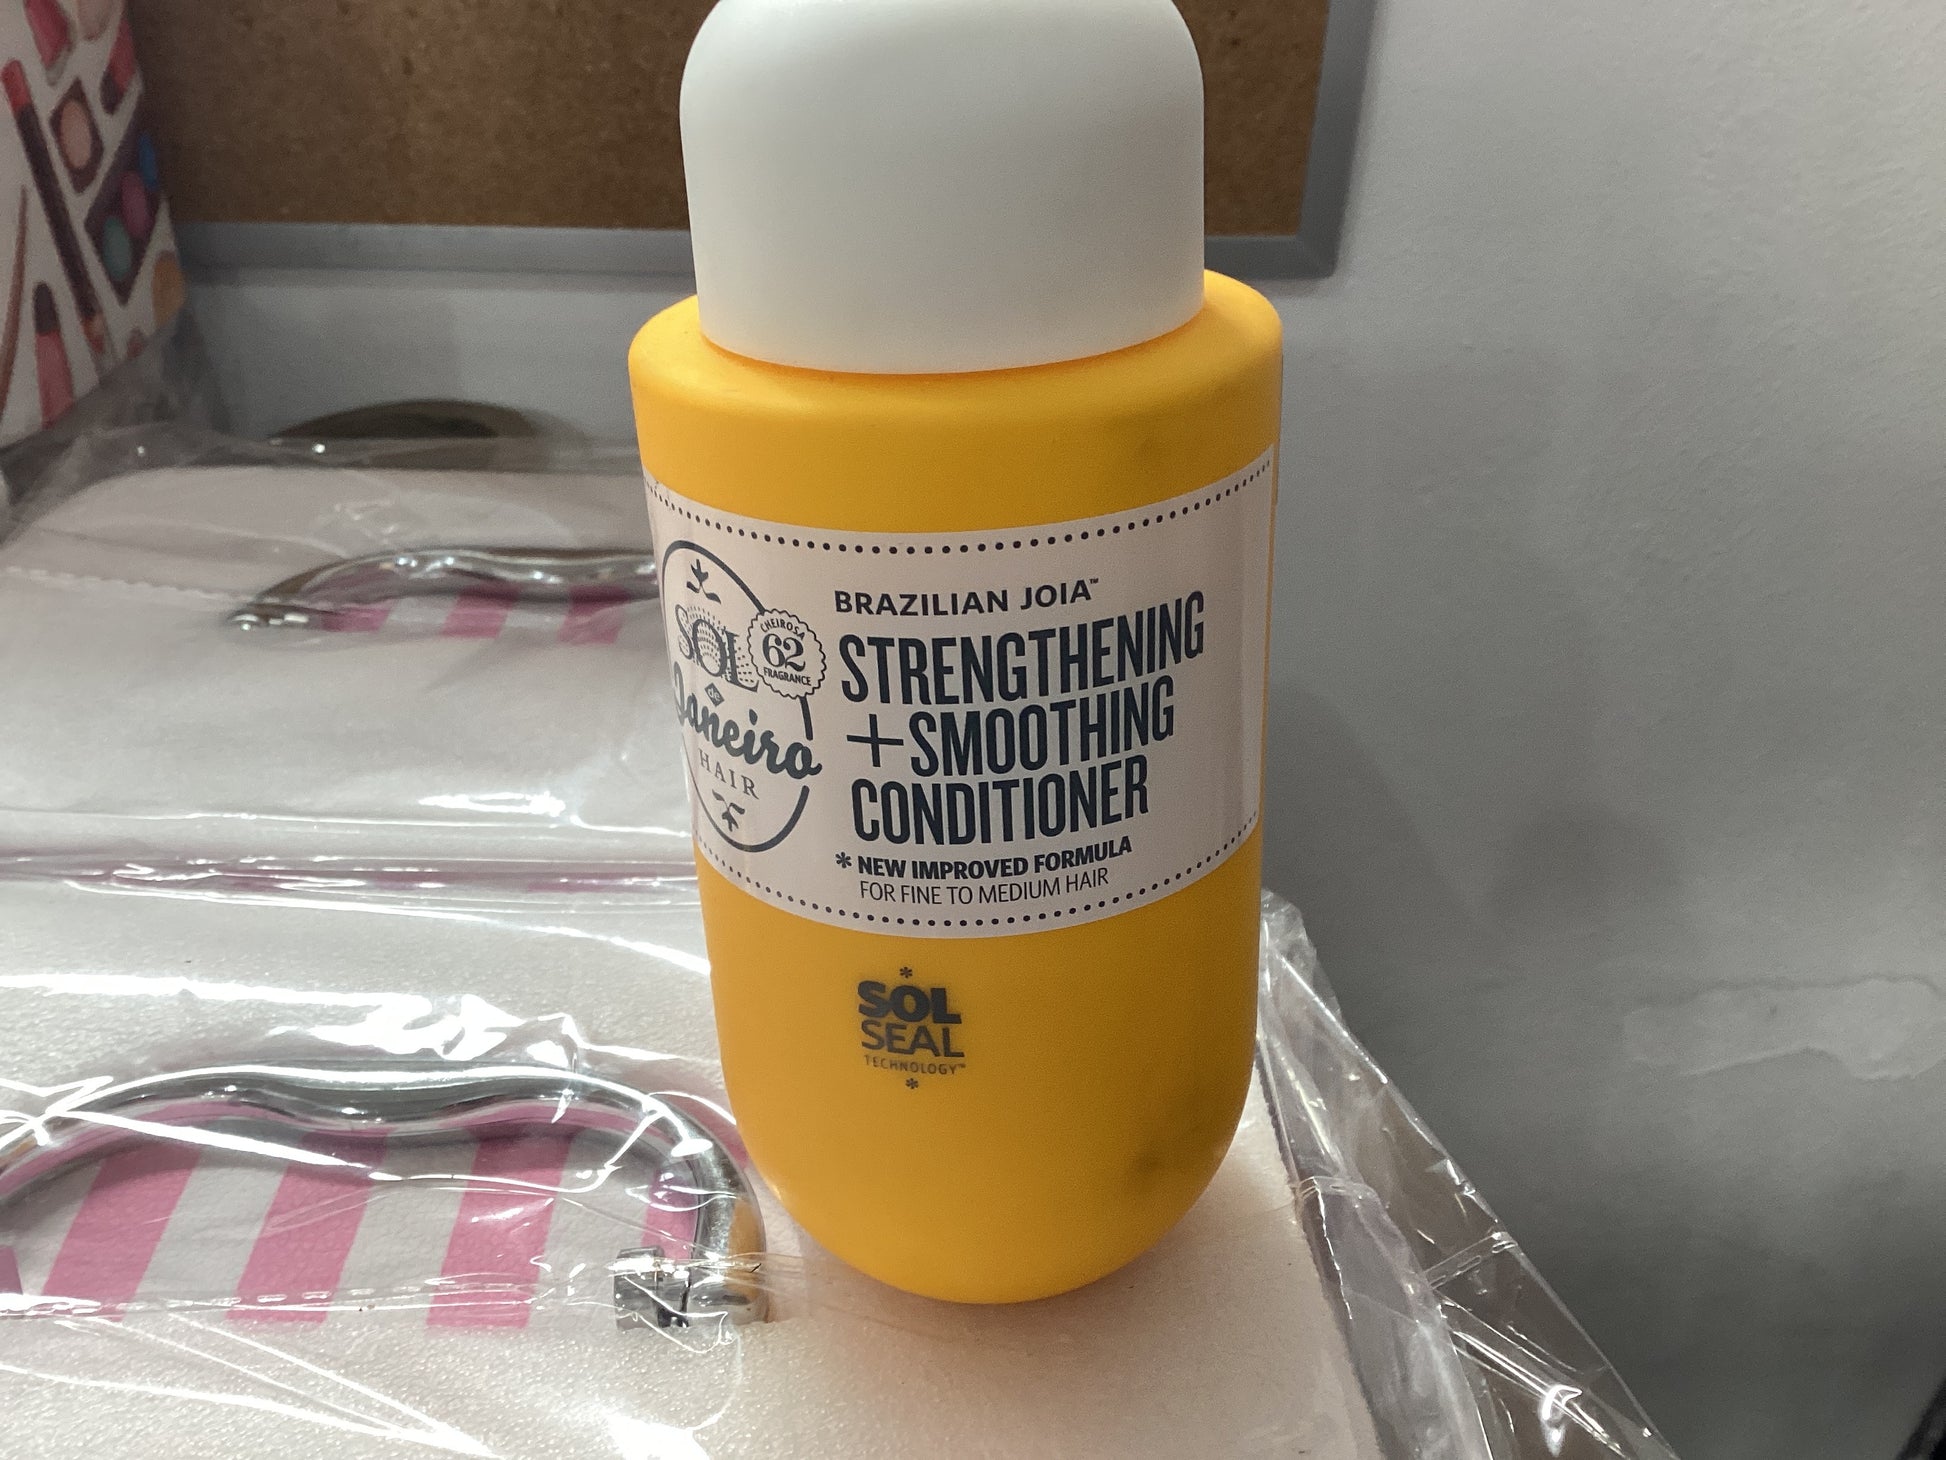 BRAZILIAN JOIA™
STRENGTHENING
+SMOOTHING
CONDITIONER
* NEW IMPROVED FORMULA
FOR FINE TO MEDIUM HAIR
SOL
de
Janeiro
HAIR
CHEIROSA
62
FRAGRANCE
*
SOL
SEAL
TECHNOLOGY™
*